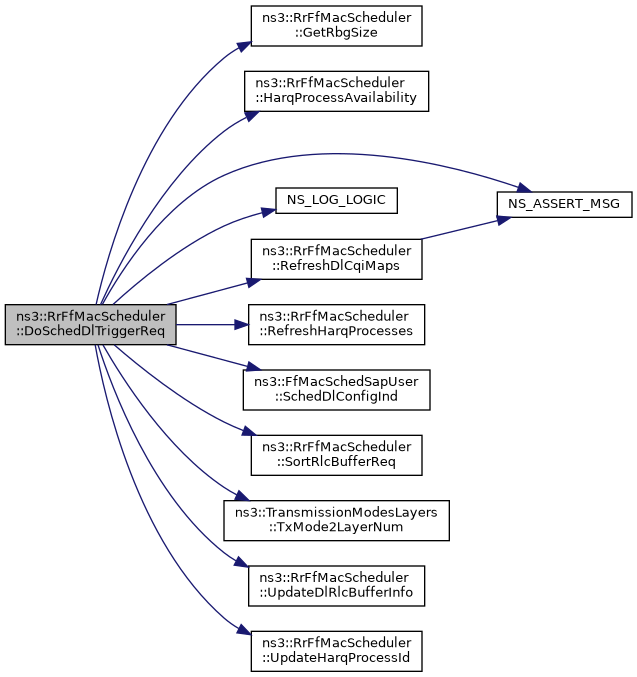 ns3::RrFfMacScheduler
::GetRbgSize
ns3::RrFfMacScheduler
::HarqProcessAvailability
NS_LOG_LOGIC
NS_ASSERT_MSG
ns3::RrFfMacScheduler
::RefreshDlCqiMaps
ns3::RrFfMacScheduler
::DoSchedDlTriggerReq
ns3::RrFfMacScheduler
::RefreshHarqProcesses
ns3::FfMacSchedSapUser
::SchedDlConfigInd
ns3::RrFfMacScheduler
::SortRlcBufferReq
ns3::TransmissionModesLayers
::TxMode2LayerNum
ns3::RrFfMacScheduler
::UpdateDlRlcBufferInfo
ns3::RrFfMacScheduler
::UpdateHarqProcessId